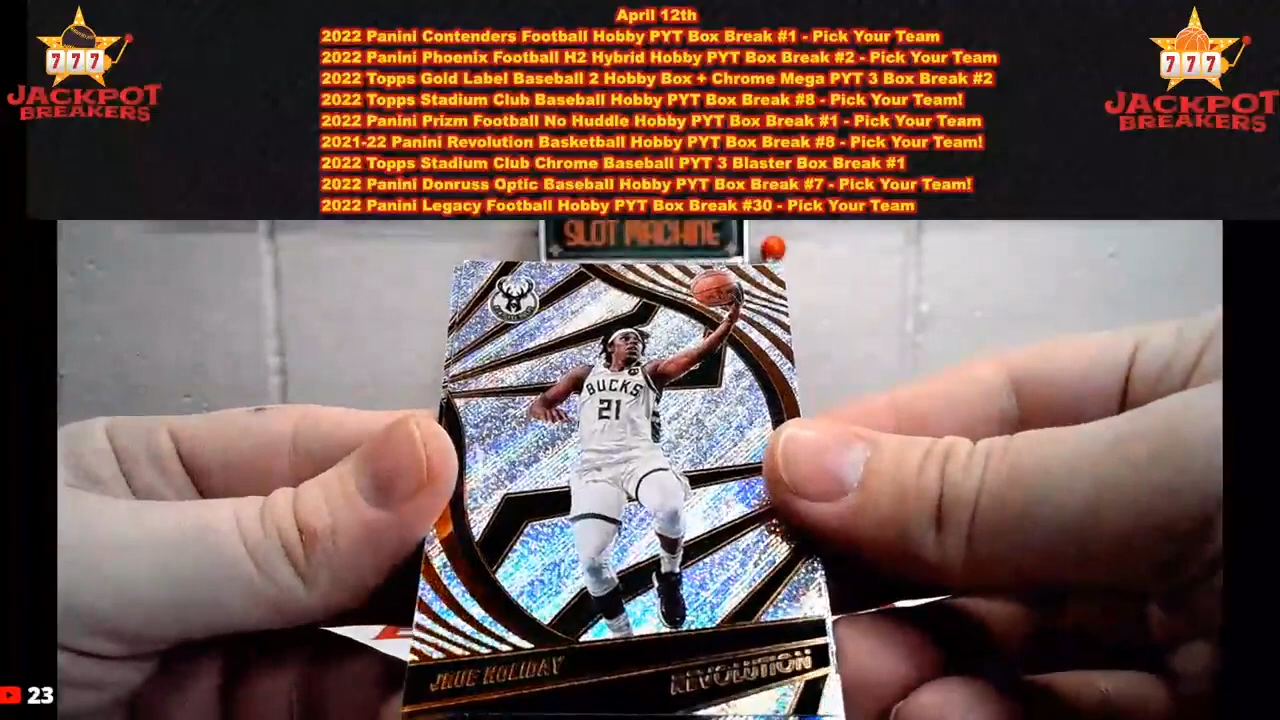 April 12th
2022 Panini Contenders Football Hobby PYT Box Break #1 - Pick Your Team
2022 Panini Phoenix Football H2 Hybrid Hobby PYT Box Break #2 - Pick Your Team
2022 Topps Gold Label Baseball 2 Hobby Box + Chrome Mega PYT 3 Box Break #2
2022 Topps Stadium Club Baseball Hobby PYT Box Break #8 - Pick Your Team!
2022 Panini Prizm Football No Huddle Hobby PYT Box Break #1 - Pick Your Team
2021-22 Panini Revolution Basketball Hobby PYT Box Break #8 - Pick Your Team!
2022 Topps Stadium Club Chrome Baseball PYT 3 Blaster Box Break #1
2022 Panini Donruss Optic Baseball Hobby PYT Box Break #7 - Pick Your Team!
2022 Panini Legacy Football Hobby PYT Box Break #30 - Pick Your Team
777
JACKPOT
BREAKERS
777
JACKPOT
BREAKERS
SLOT MACHINE
BUCKS
21
JRUE HOLIDAY
REVOLUTION
23